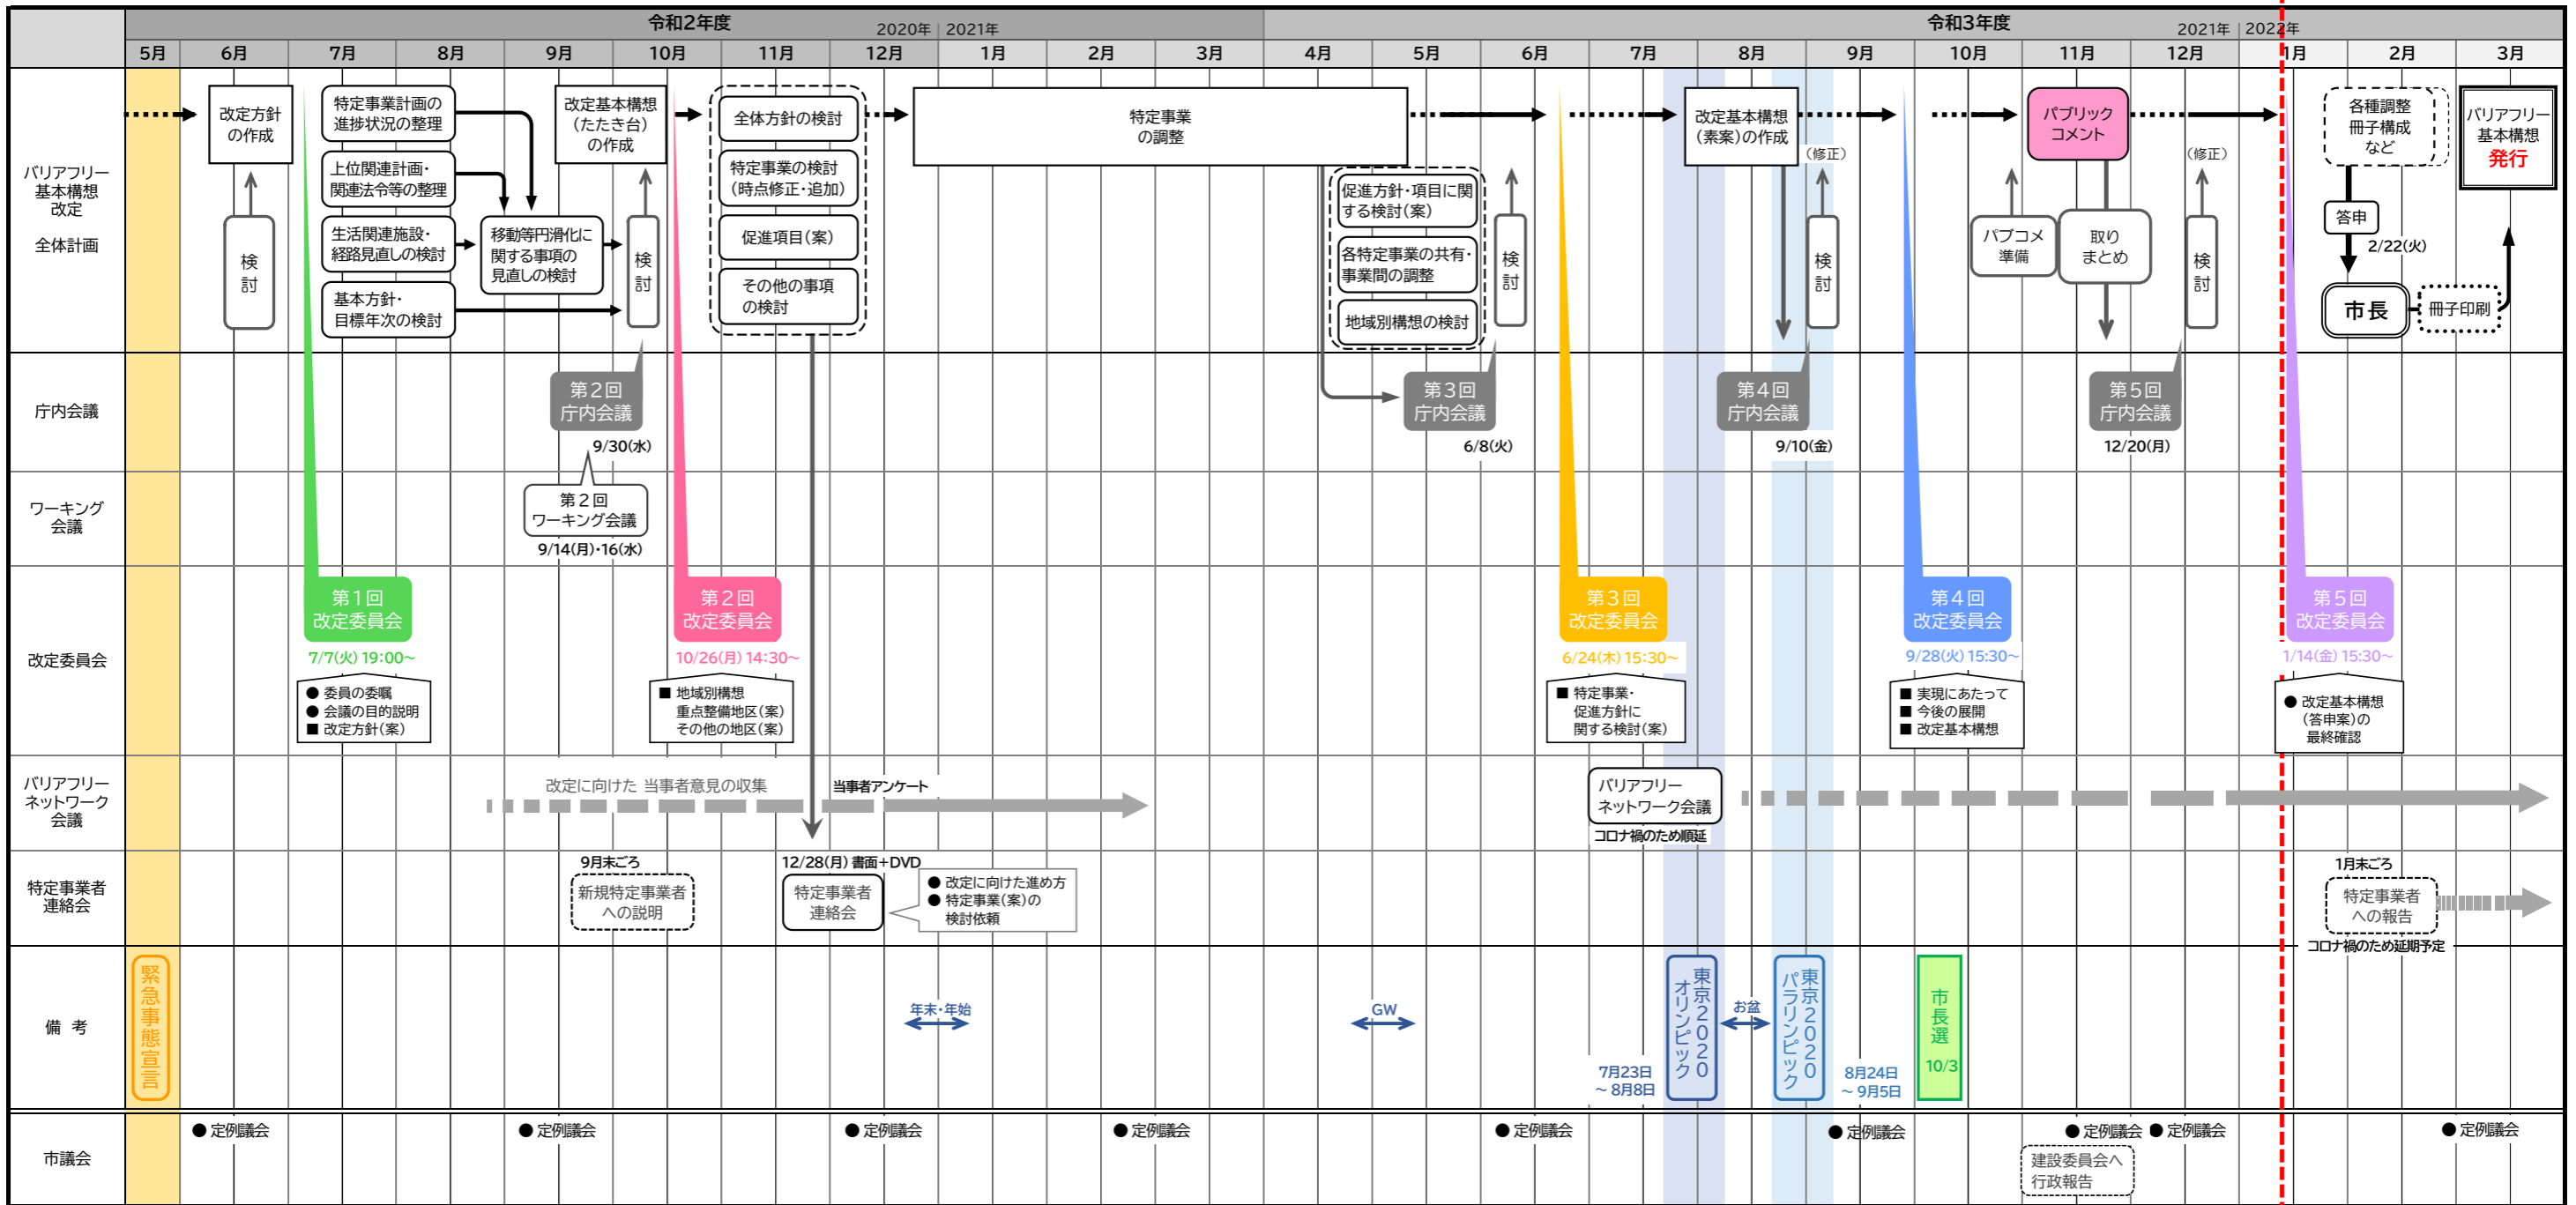 令和2年度
2020年
2021年
令和3年度
2021年
2022年
5月
6月
7月
8月
9月
10月
11月
12月
1月
2月
3月
4月
5月
6月
7月
8月
9月
10月
11月
12月
1月
2月
3月
バリアフリー
基本構想
改定
全体計画
改定方針
の作成
検
討
特定事業計画の
進捗状況の整理
上位関連計画・
関連法令等の整理
生活関連施設・
経路見直しの検討
基本方針・
目標年次の検討
移動等円滑化に
関する事項の
見直しの検討
改定基本構想
(たたき台)
の作成
検
討
全体方針の検討
特定事業の検討
(時点修正・追加)
促進項目(案)
その他の事項
の検討
特定事業
の調整
促進方針・項目に関
する検討(案)
各特定事業の共有・
事業間の調整
地域別構想の検討
検
討
改定基本構想
(素案)の作成
(修正)
検
討
パブコメ
準備
パブリック
コメント
取り
まとめ
(修正)
検
討
各種調整
冊子構成
など
答申
2/22(火)
市長
冊子印刷
バリアフリー
基本構想
発行
庁内会議
第2回
庁内会議
9/30(水)
第3回
庁内会議
6/8(火)
第4回
庁内会議
9/10(金)
第5回
庁内会議
12/20(月)
ワーキング
会議
第2回
ワーキング会議
9/14(月)・16(水)
改定委員会
第1回
改定委員会
7/7(火) 19:00~
● 委員の委嘱
● 会議の目的説明
■ 改定方針(案)
第2回
改定委員会
10/26(月) 14:30~
■ 地域別構想
重点整備地区(案)
その他の地区(案)
第3回
改定委員会
6/24(木) 15:30~
■ 特定事業・
促進方針に
関する検討(案)
第4回
改定委員会
9/28(火) 15:30~
■ 実現にあたって
■ 今後の展開
■ 改定基本構想
第5回
改定委員会
1/14(金) 15:30~
● 改定基本構想
(答申案)の
最終確認
バリアフリー
ネットワーク
会議
改定に向けた 当事者意見の収集
当事者アンケート
バリアフリー
ネットワーク会議
コロナ禍のため順延
特定事業者
連絡会
9月末ごろ
新規特定事業者
への説明
12/28(月) 書面+DVD
特定事業者
連絡会
● 改定に向けた進め方
● 特定事業(案)の
検討依頼
1月末ごろ
特定事業者
への報告
コロナ禍のため延期予定
備 考
緊急事態宣言
年末・年始
GW
7月23日
~ 8月8日
東京2020
オリンピック
お盆
東京2020
パラリンピック
8月24日
~ 9月5日
市長選
10/3
市議会
● 定例議会
● 定例議会
● 定例議会
● 定例議会
● 定例議会
● 定例議会
● 定例議会
● 定例議会
● 定例議会
建設委員会へ
行政報告